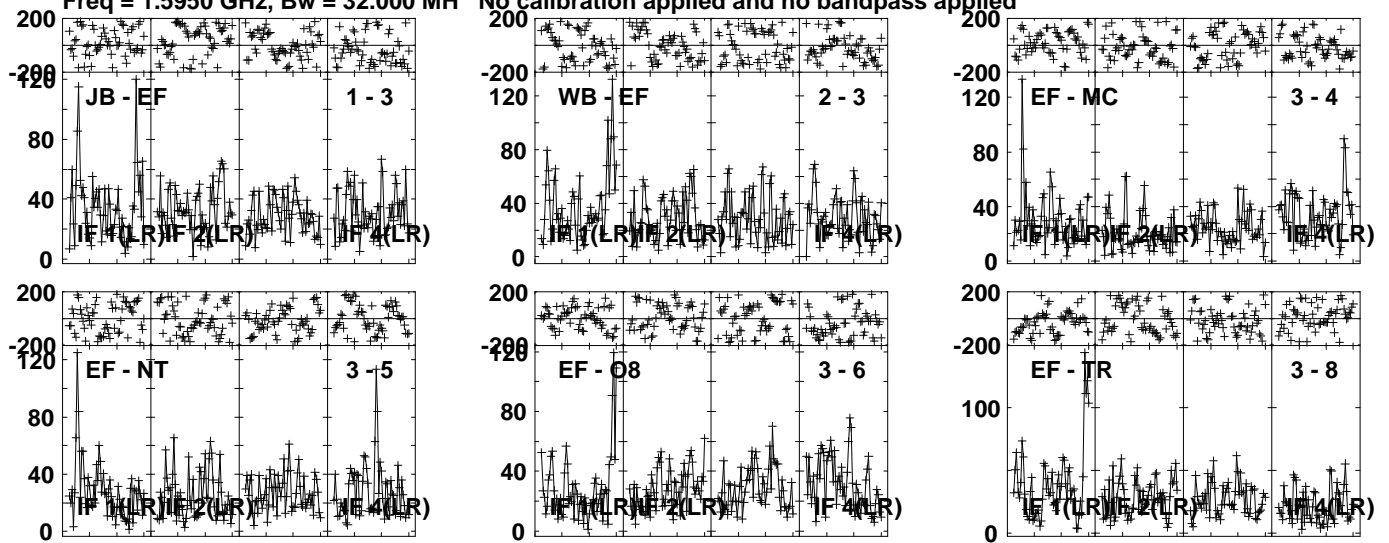 Freq = 1.5950 GHz, Bw = 32.000 MH No calibration applied and no bandpass applied
200
-200
120
80
40
0
JB - EF 1 - 3
IF 1(LR) IF 2(LR) IF 4(LR)
200
-200
120
80
40
0
WB - EF 2 - 3
IF 1(LR) IF 2(LR) IF 4(LR)
200
-200
120
80
40
0
EF - MC 3 - 4
IF 1(LR) IF 2(LR) IF 4(LR)
200
-200
120
80
40
0
EF - NT 3 - 5
IF 1(LR) IF 2(LR) IF 4(LR)
200
-200
120
80
40
0
EF - O8 3 - 6
IF 1(LR) IF 2(LR) IF 4(LR)
200
-200
100
0
EF - TR 3 - 8
IF 1(LR) IF 2(LR) IF 4(LR)